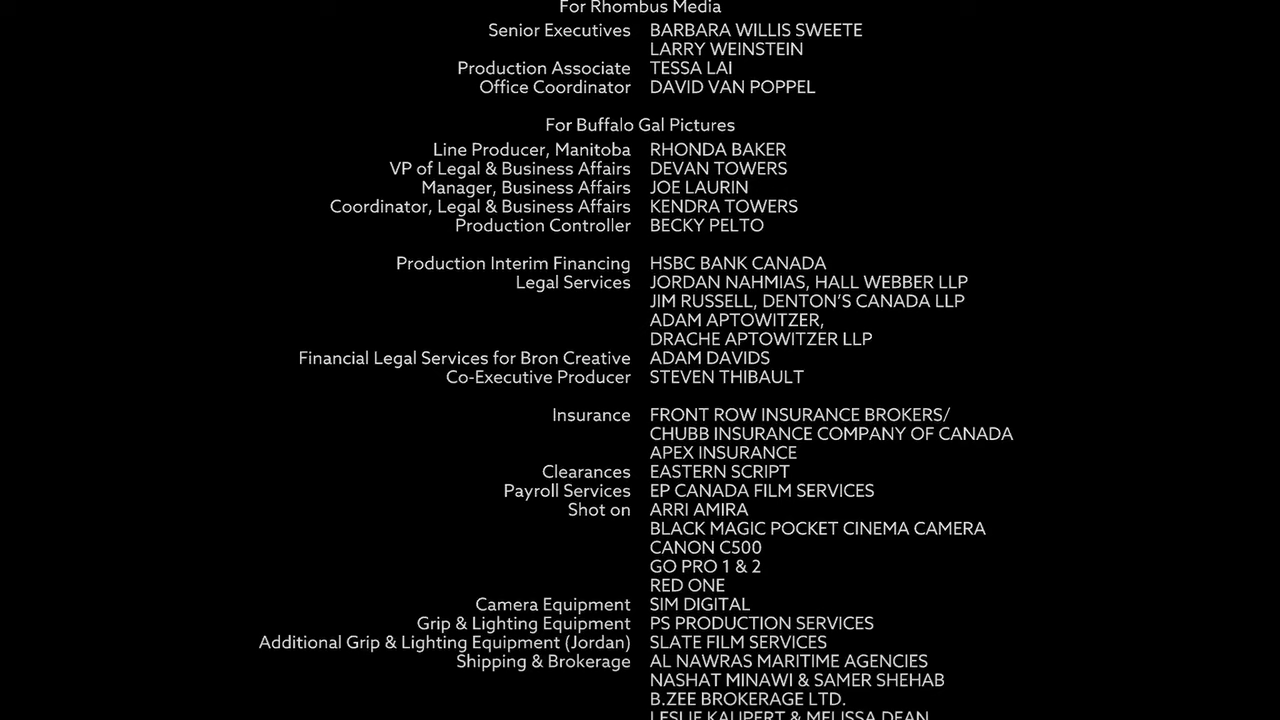 For Rhombus Media
Senior Executives BARBARA WILLIS SWEETE
LARRY WEINSTEIN
Production Associate TESSA LAI
Office Coordinator DAVID VAN POPPEL
For Buffalo Gal Pictures
Line Producer, Manitoba RHONDA BAKER
VP of Legal & Business Affairs DEVAN TOWERS
Manager, Business Affairs JOE LAURIN
Coordinator, Legal & Business Affairs KENDRA TOWERS
Production Controller BECKY PELTO
Production Interim Financing HSBC BANK CANADA
Legal Services JORDAN NAHMIAS, HALL WEBBER LLP
JIM RUSSELL, DENTON'S CANADA LLP
ADAM APTOWITZER,
DRACHE APTOWITZER LLP
Financial Legal Services for Bron Creative ADAM DAVIDS
Co-Executive Producer STEVEN THIBAULT
Insurance FRONT ROW INSURANCE BROKERS/
CHUBB INSURANCE COMPANY OF CANADA
APEX INSURANCE
Clearances EASTERN SCRIPT
Payroll Services EP CANADA FILM SERVICES
Shot on ARRI AMIRA
BLACK MAGIC POCKET CINEMA CAMERA
CANON C500
GO PRO 1 & 2
RED ONE
Camera Equipment SIM DIGITAL
Grip & Lighting Equipment PS PRODUCTION SERVICES
Additional Grip & Lighting Equipment (Jordan) SLATE FILM SERVICES
Shipping & Brokerage AL NAWRAS MARITIME AGENCIES
NASHAT MINAWI & SAMER SHEHAB
B.ZEE BROKERAGE LTD.
LESLIE KAUPERT & MELISSA DEAN